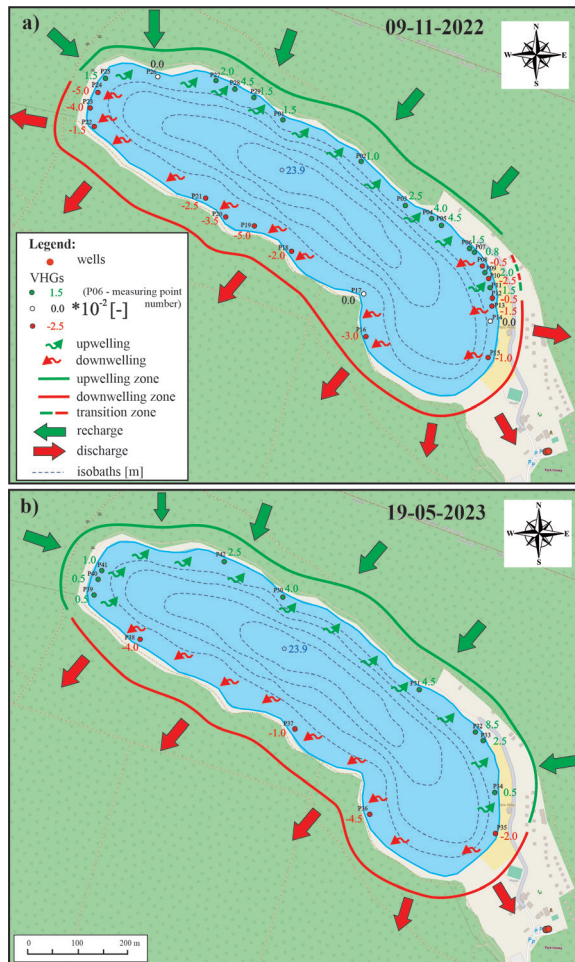 a)
09-11-2022
N
W E
S
0.0
P26
P25
1.5
P24
-5.0
P23
-4.0
P22
-1.5
P27
2.0
P28
4.5
P29
1.5
P01
1.5
P02
1.0
23.9
P03
2.5
P04
4.0
P05
4.5
P06
1.5
P07
0.8
P08
-0.5
P09
2.0
P10
-2.5
P11
1.5
P12
-0.5
P13
-1.5
P14
0.0
P15
-1.0
P21
-2.5
P20
-3.5
P19
-5.0
P18
-2.0
P17
0.0
P16
-3.0
Legend:
wells
VHGs
1.5 (P06 - measuring point number)
0.0 *10-2 [-]
-2.5
upwelling
downwelling
upwelling zone
downwelling zone
transition zone
recharge
discharge
isobaths [m]
b)
19-05-2023
N
W E
S
P41
1.0
P40
0.5
P39
0.5
P42
2.5
P30
4.0
P38
-4.0
23.9
P31
4.5
P32
8.5
P33
2.5
P37
-1.0
P34
0.5
P36
-4.5
P35
-2.0
0 100 200 m